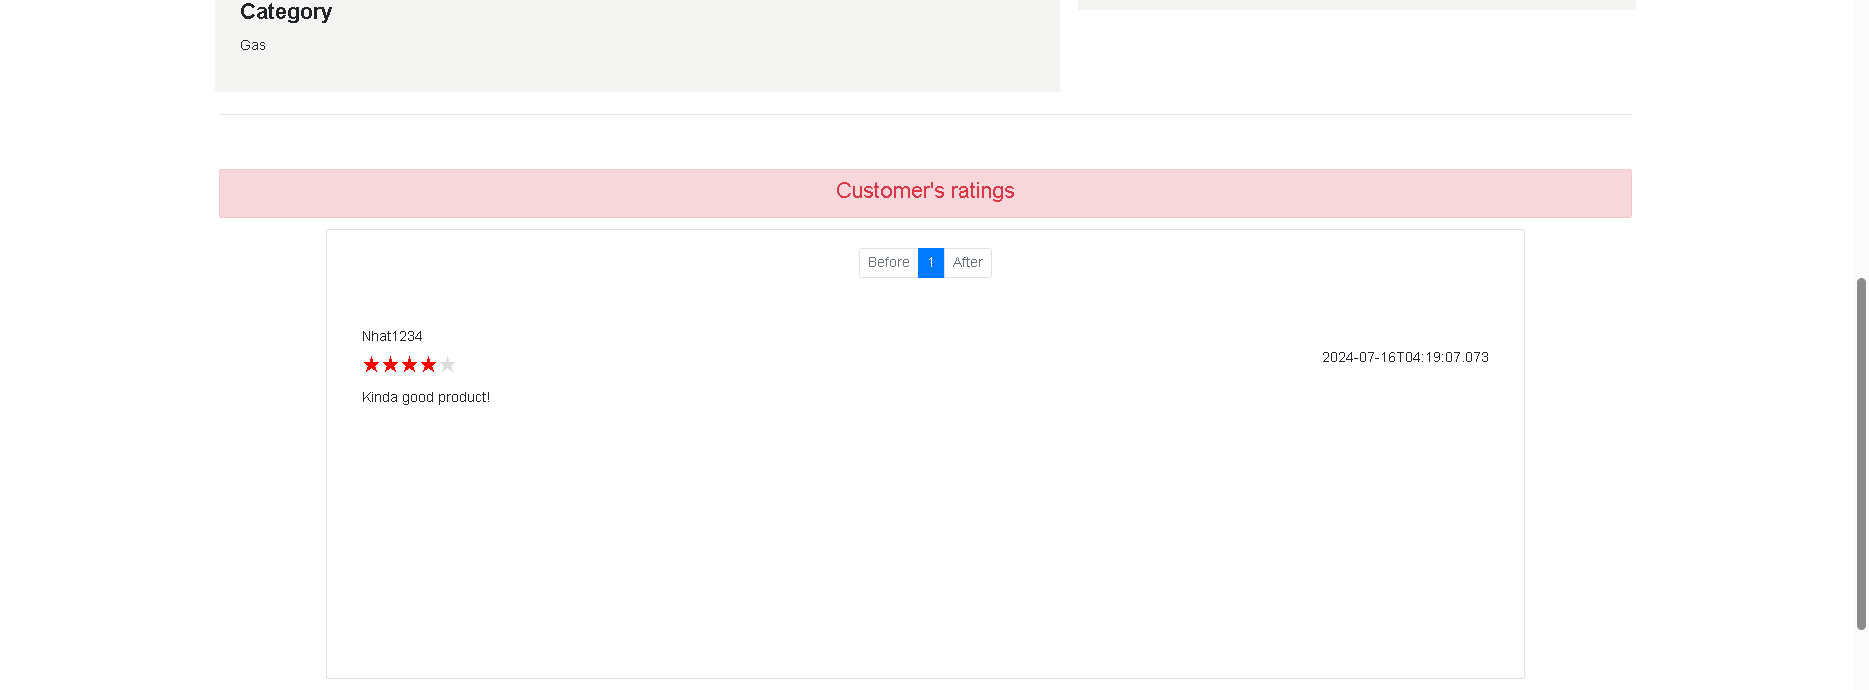 Category
Gas
Customer's ratings
Before 1 After
Nhat1234
2024-07-16T04:19:07.073
Kinda good product!